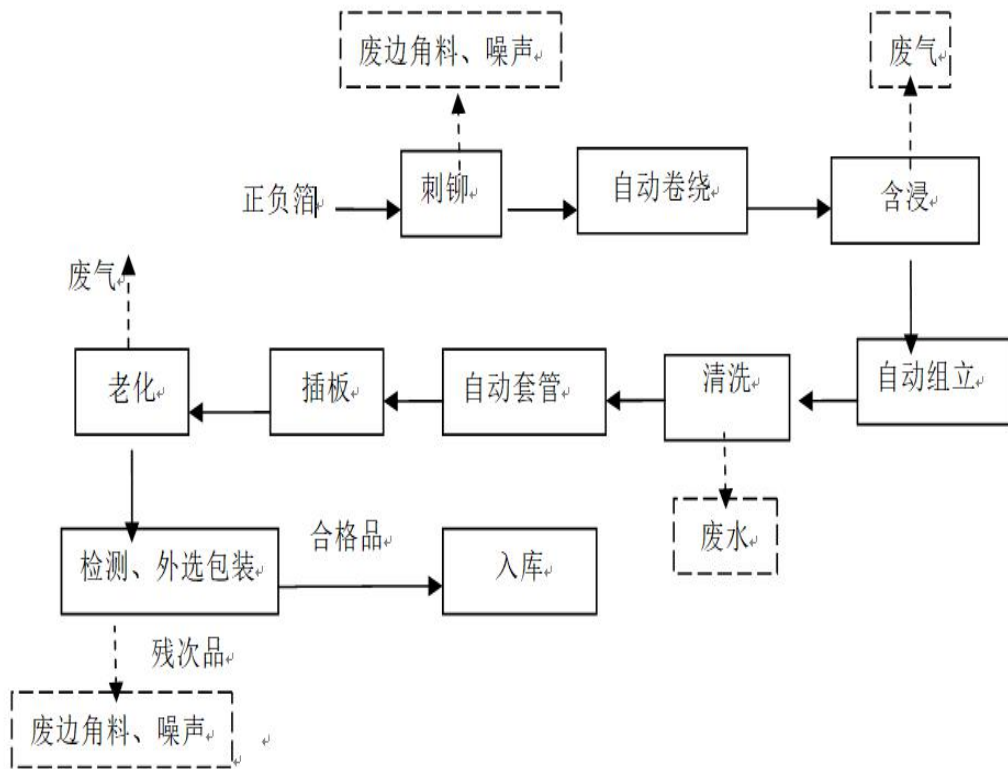 废边角料、噪声
废气
正负箔
刺铆
自动卷绕
含浸
废气
老化
插板
自动套管
清洗
自动组立
废水
检测、外选包装
合格品
入库
残次品
废边角料、噪声